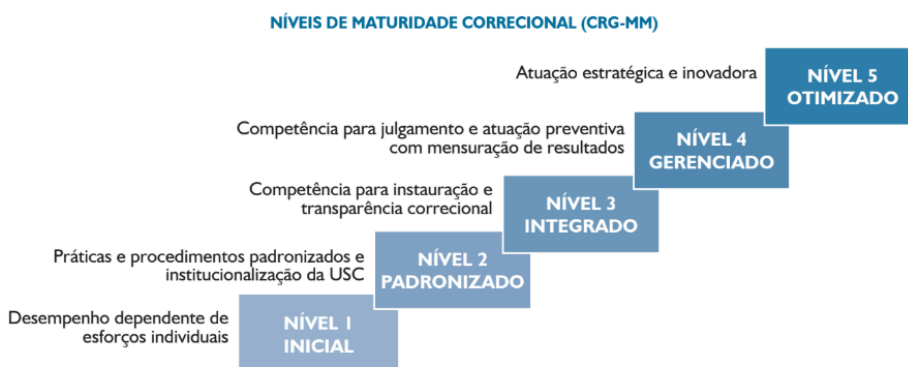 NÍVEIS DE MATURIDADE CORRECIONAL (CRG-MM)
Atuação estratégica e inovadora
NÍVEL 5
OTIMIZADO
Competência para julgamento e atuação preventiva
com mensuração de resultados
NÍVEL 4
GERENCIADO
Competência para instauração e
transparência correcional
NÍVEL 3
INTEGRADO
Práticas e procedimentos padronizados e
institucionalização da USC
NÍVEL 2
PADRONIZADO
Desempenho dependente de
esforços individuais
NÍVEL 1
INICIAL